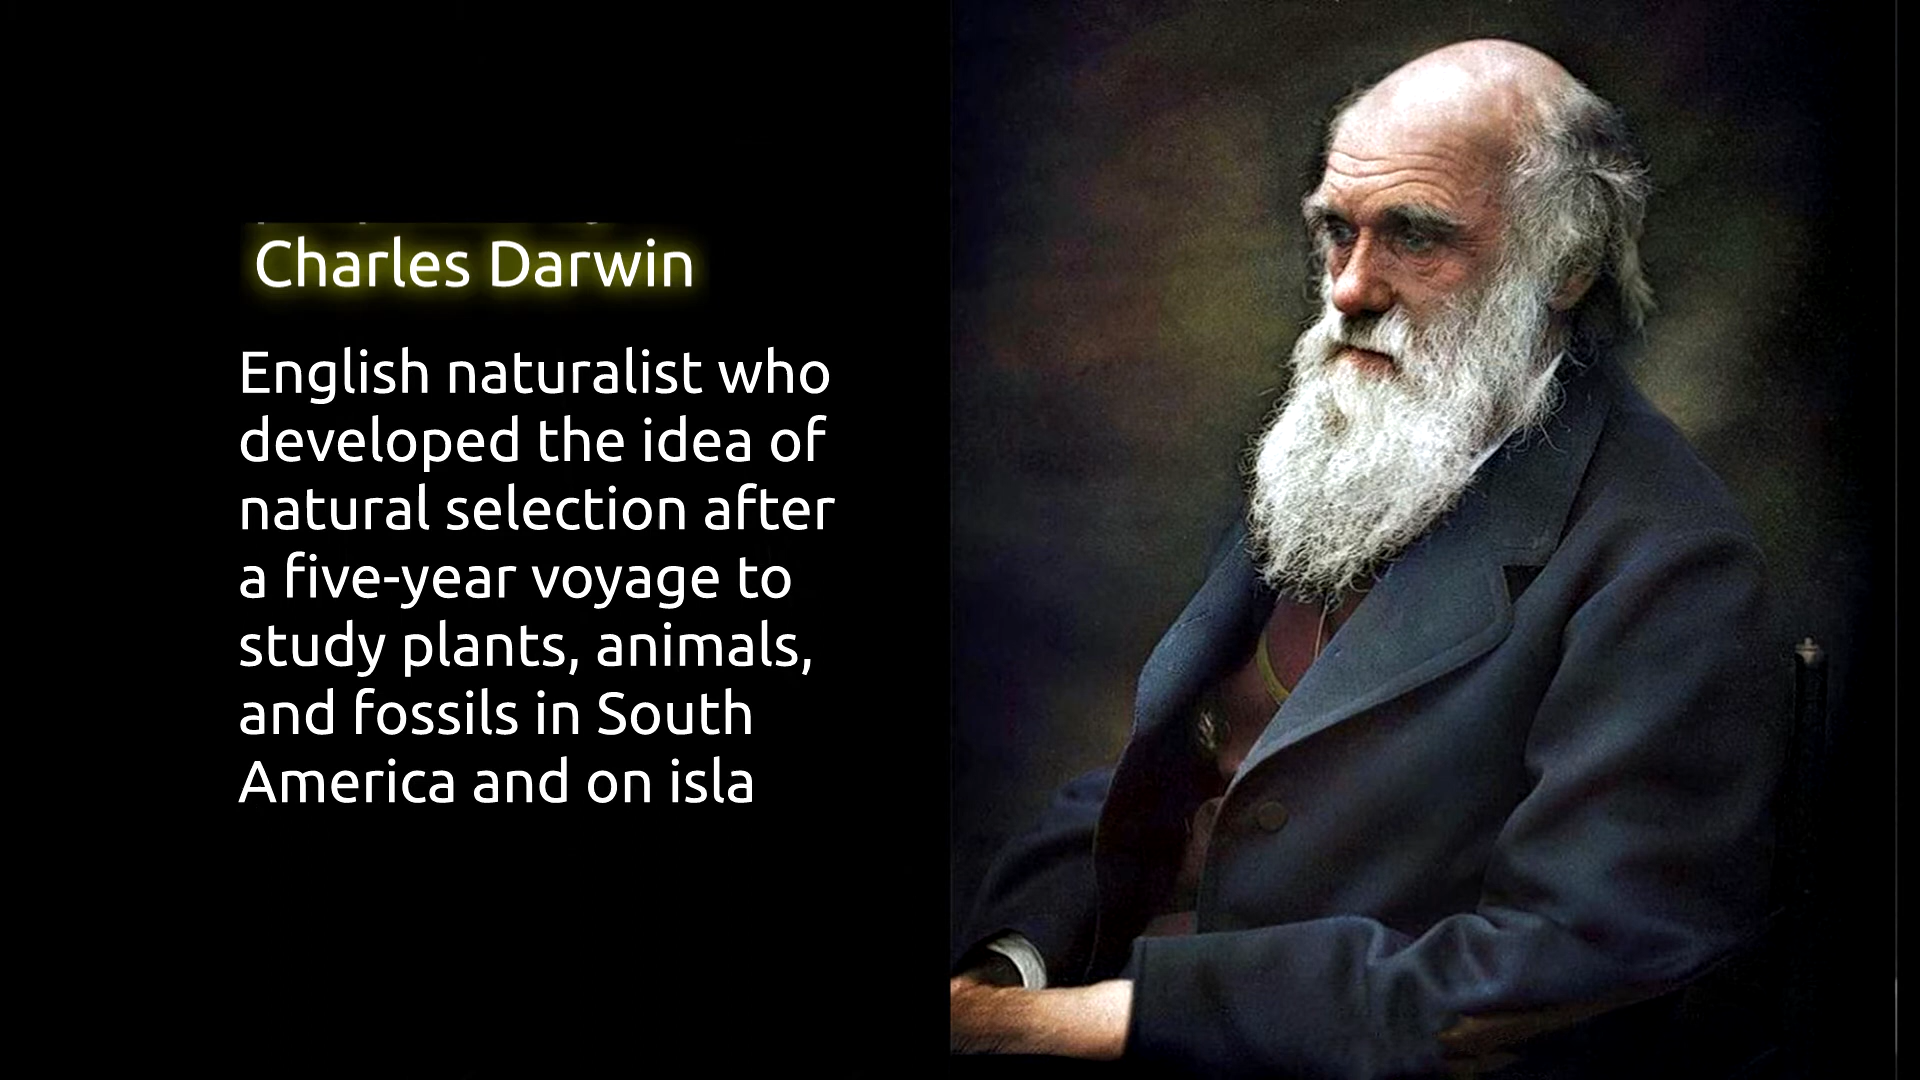 Charles Darwin
English naturalist who
developed the idea of
natural selection after
a five-year voyage to
study plants, animals,
and fossils in South
America and on isla